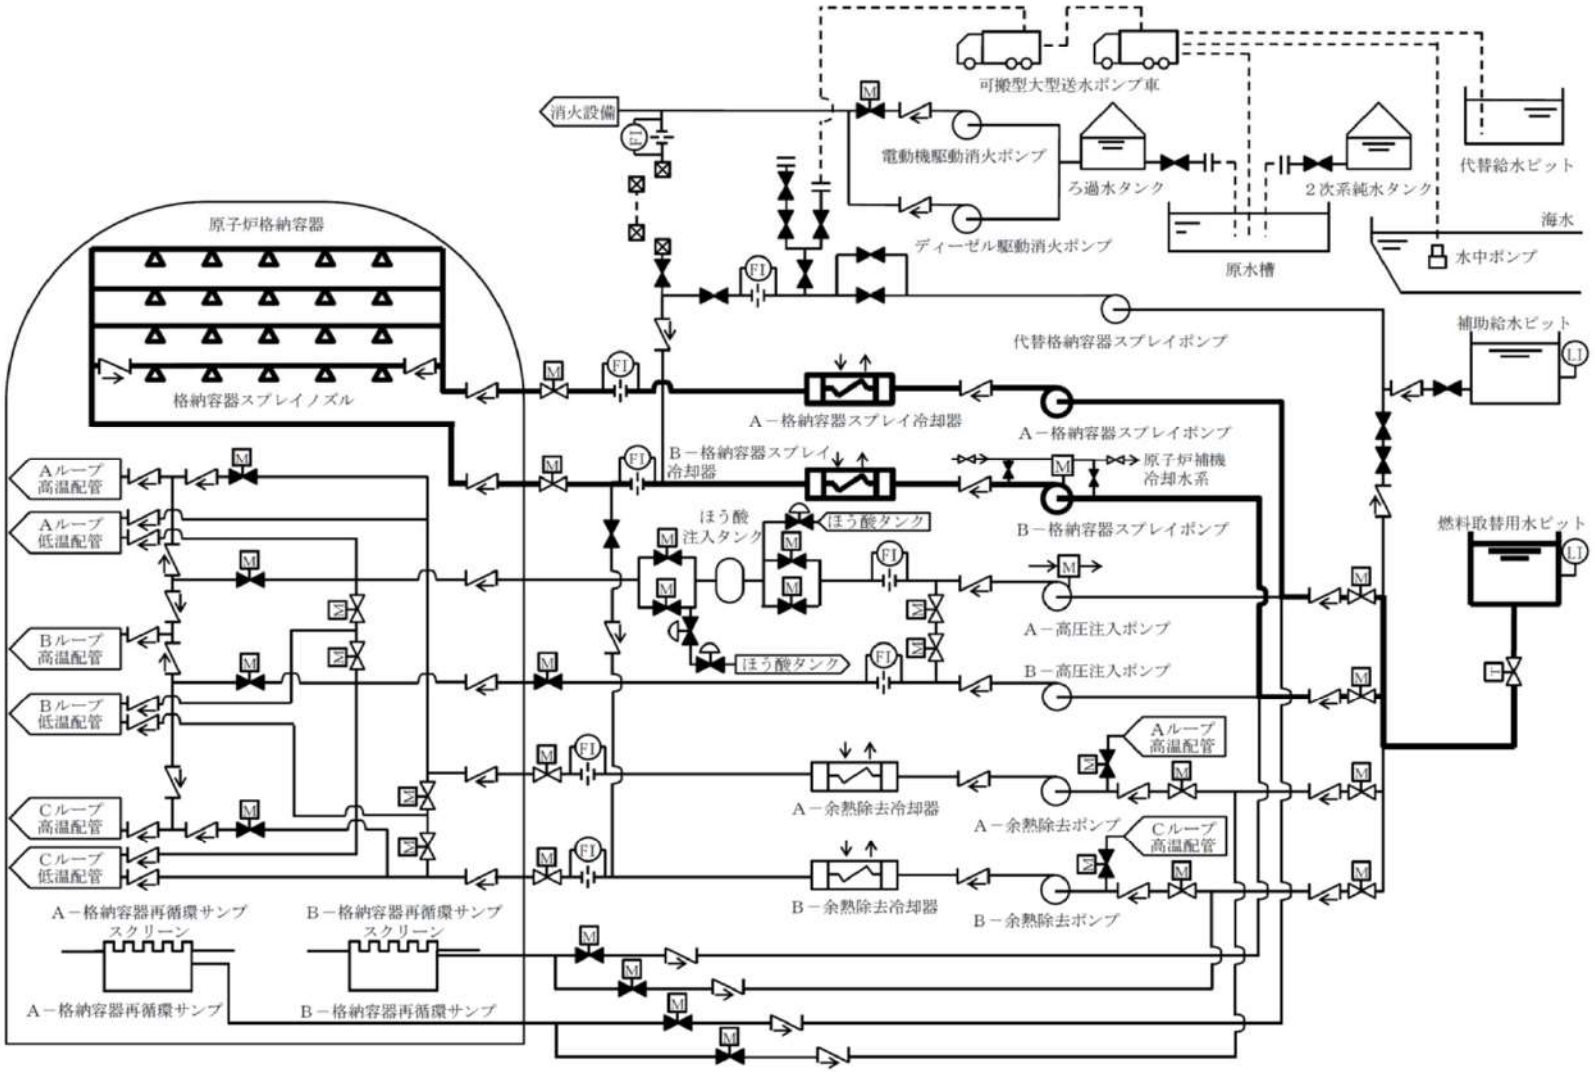 可搬型大型送水ポンプ車
M
消火設備
FI
電動機駆動消火ポンプ
ろ過水タンク
2次系純水タンク
代替給水ピット
ディーゼル駆動消火ポンプ
原水槽
海水
水中ポンプ
原子炉格納容器
FI
代替格納容器スプレイポンプ
補助給水ピット
LI
格納容器スプレイノズル
M
FI
A-格納容器スプレイ冷却器
A-格納容器スプレイポンプ
B-格納容器スプレイ
冷却器
M
FI
M
原子炉補機
冷却水系
B-格納容器スプレイポンプ
燃料取替用水ピット
LI
Aループ
高温配管
M
Aループ
低温配管
ほう酸
注入タンク
ほう酸タンク
M
M
M
M
M
FI
M
M
A-高圧注入ポンプ
M
M
M
M
Bループ
高温配管
M
M
ほう酸タンク
FI
B-高圧注入ポンプ
M
T
Bループ
低温配管
M
FI
A-余熱除去冷却器
Aループ
高温配管
M
M
M
A-余熱除去ポンプ
M
Cループ
高温配管
M
M
Cループ
低温配管
M
FI
B-余熱除去冷却器
Cループ
高温配管
M
M
M
B-余熱除去ポンプ
A-格納容器再循環サンプ
スクリーン
B-格納容器再循環サンプ
スクリーン
M
M
A-格納容器再循環サンプ
B-格納容器再循環サンプ
M
M